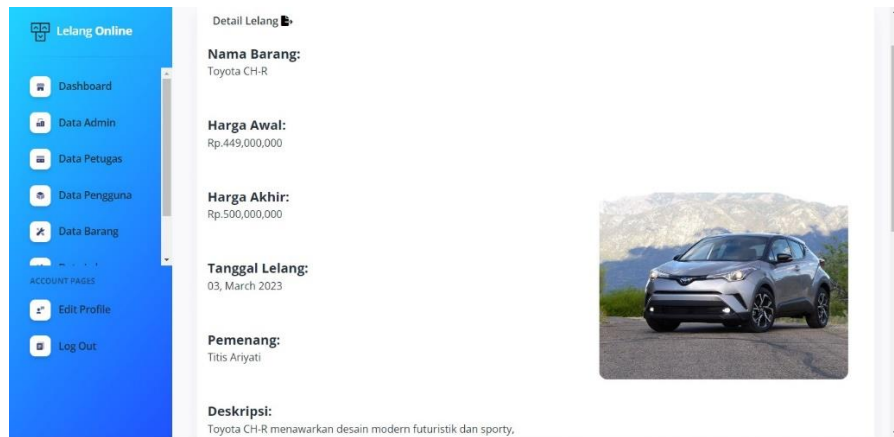 Lelang Online
Dashboard
Data Admin
Data Petugas
Data Pengguna
Data Barang
ACCOUNT PAGES
Edit Profile
Log Out
Detail Lelang
Nama Barang:
Toyota CH-R
Harga Awal:
Rp.449,000,000
Harga Akhir:
Rp.500,000,000
Tanggal Lelang:
03, March 2023
Pemenang:
Titis Ariyati
Deskripsi:
Toyota CH-R menawarkan desain modern futuristik dan sporty,